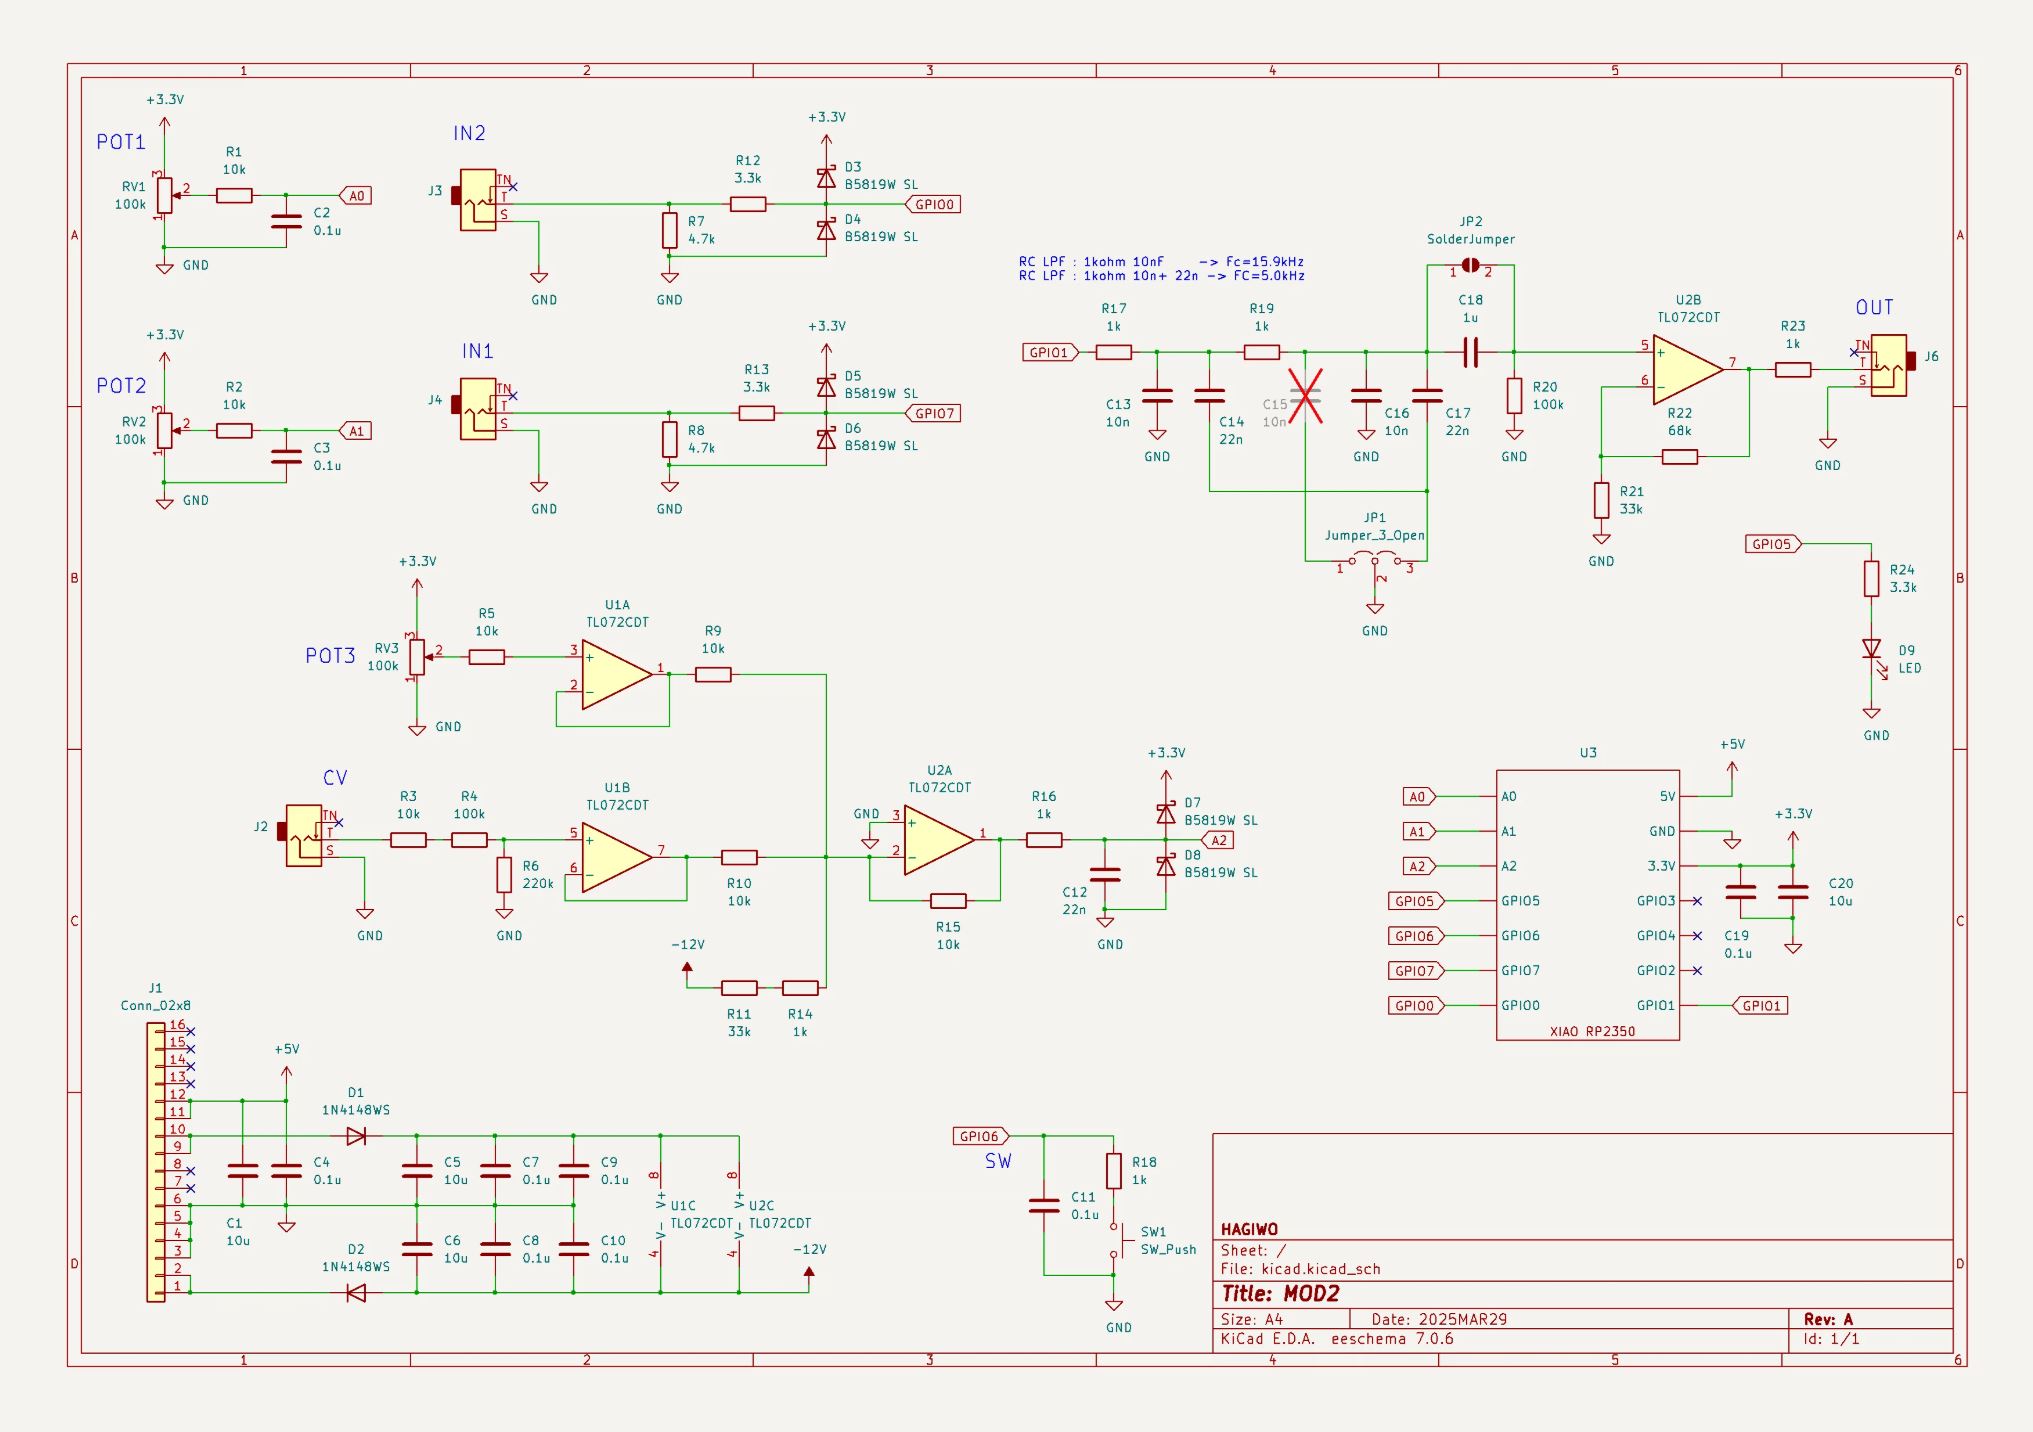 1 2 3 4 5 6
A
B
C
D
+3.3V
POT1
RV1
100k
3
2
1
R1
10k
C2
0.1u
A0
GND
IN2
J3
TN
T
S
GND
R7
4.7k
GND
R12
3.3k
+3.3V
D3
B5819W SL
D4
B5819W SL
GPIO0
+3.3V
POT2
RV2
100k
3
2
1
R2
10k
C3
0.1u
A1
GND
IN1
J4
TN
T
S
GND
R8
4.7k
GND
R13
3.3k
+3.3V
D5
B5819W SL
D6
B5819W SL
GPIO7
RC LPF : 1kohm 10nF -> Fc=15.9kHz
RC LPF : 1kohm 10n+ 22n -> FC=5.0kHz
GPIO1
R17
1k
C13
10n
GND
C14
22n
R19
1k
C15
10n
C16
10n
GND
C17
22n
JP2
SolderJumper
1 2
C18
1u
R20
100k
GND
JP1
Jumper_3_Open
1
2
3
GND
U2B
TL072CDT
5
+
6
-
7
R22
68k
R21
33k
GND
R23
1k
OUT
TN
T
S
J6
GND
GPIO5
R24
3.3k
D9
LED
GND
+3.3V
POT3
RV3
100k
3
2
1
GND
R5
10k
U1A
TL072CDT
3
+
2
-
1
R9
10k
CV
J2
TN
T
S
GND
R3
10k
R4
100k
R6
220k
GND
U1B
TL072CDT
5
+
6
-
7
R10
10k
-12V
R11
33k
R14
1k
U2A
TL072CDT
GND
3
+
2
-
1
R15
10k
R16
1k
C12
22n
GND
+3.3V
D7
B5819W SL
D8
B5819W SL
A2
U3
+5V
+3.3V
A0 A0 5V
A1 A1 GND
A2 A2 3.3V
GPIO5 GPIO5 GPIO3
GPIO6 GPIO6 GPIO4
GPIO7 GPIO7 GPIO2
GPIO0 GPIO0 GPIO1 GPIO1
XIAO RP2350
C19
0.1u
C20
10u
J1
Conn_02x8
16
15
14
13
12
11
10
9
8
7
6
5
4
3
2
1
+5V
C1
10u
C4
0.1u
D1
1N4148WS
D2
1N4148WS
C5
10u
C7
0.1u
C9
0.1u
C6
10u
C8
0.1u
C10
0.1u
8
V+
U1C
TL072CDT
V-
4
8
V+
U2C
TL072CDT
V-
4
-12V
GPIO6
SW
C11
0.1u
R18
1k
SW1
SW_Push
GND
HAGIWO
Sheet: /
File: kicad.kicad_sch
Title: MOD2
Size: A4 Date: 2025MAR29 Rev: A
KiCad E.D.A. eeschema 7.0.6 Id: 1/1
A
B
C
D
1 2 3 4 5 6